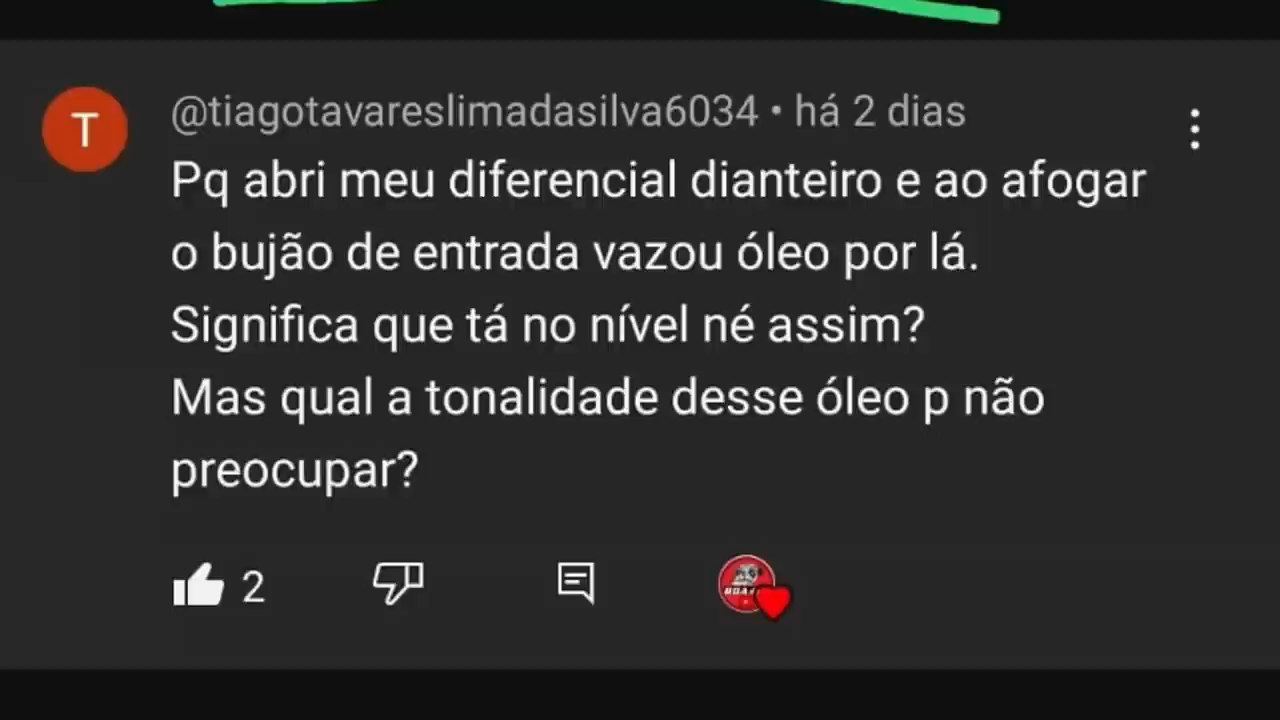 T
@tiagotavareslimadasilva6034 • há 2 dias
Pq abri meu diferencial dianteiro e ao afogar
o bujão de entrada vazou óleo por lá.
Significa que tá no nível né assim?
Mas qual a tonalidade desse óleo p não
preocupar?
2